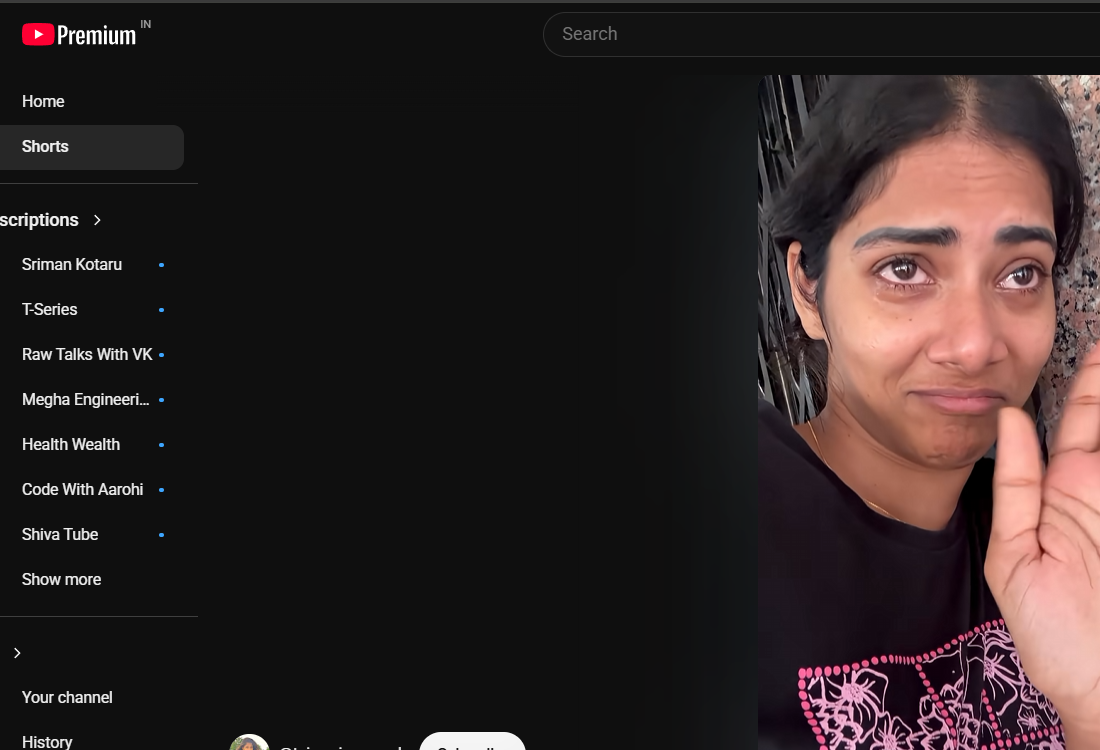 Premium IN
Search
Home
Shorts
scriptions
Sriman Kotaru
T-Series
Raw Talks With VK
Megha Engineeri...
Health Wealth
Code With Aarohi
Shiva Tube
Show more
Your channel
History